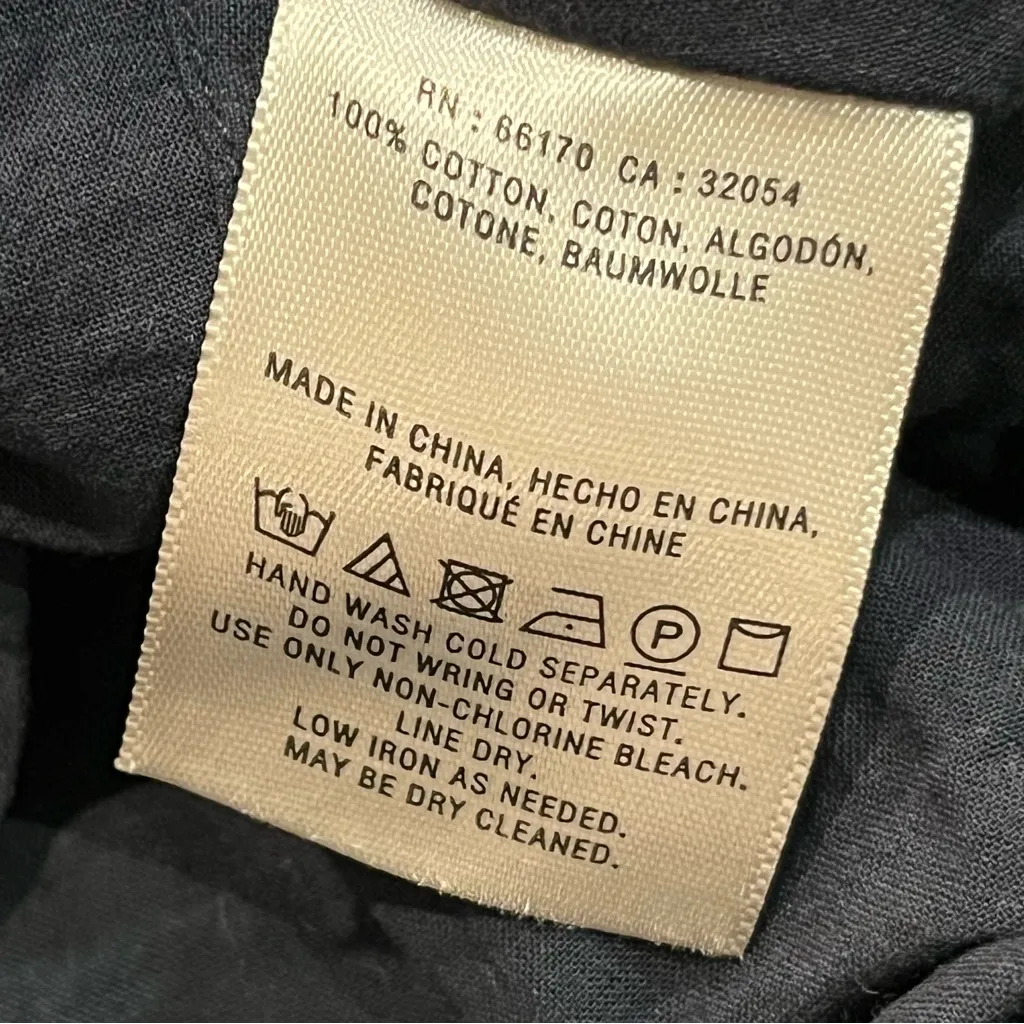 RN : 66170 CA : 32054
100% COTTON, COTON, ALGODÓN,
COTONE, BAUMWOLLE
MADE IN CHINA, HECHO EN CHINA,
FABRIQUÉ EN CHINE
P
HAND WASH COLD SEPARATELY.
DO NOT WRING OR TWIST.
USE ONLY NON-CHLORINE BLEACH.
LINE DRY.
LOW IRON AS NEEDED.
MAY BE DRY CLEANED.